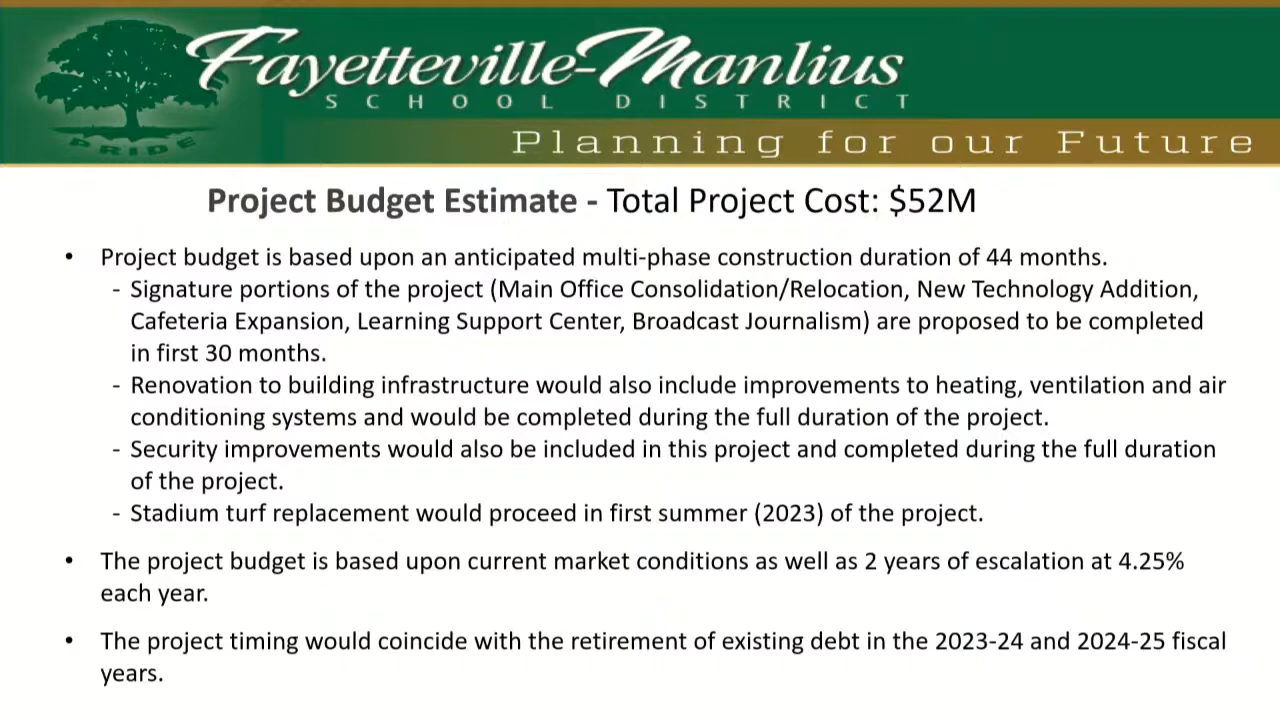 Fayetteville-Manlius
SCHOOL DISTRICT
PRIDE
Planning for our Future
Project Budget Estimate - Total Project Cost: $52M
• Project budget is based upon an anticipated multi-phase construction duration of 44 months.
- Signature portions of the project (Main Office Consolidation/Relocation, New Technology Addition,
Cafeteria Expansion, Learning Support Center, Broadcast Journalism) are proposed to be completed
in first 30 months.
- Renovation to building infrastructure would also include improvements to heating, ventilation and air
conditioning systems and would be completed during the full duration of the project.
- Security improvements would also be included in this project and completed during the full duration
of the project.
- Stadium turf replacement would proceed in first summer (2023) of the project.
• The project budget is based upon current market conditions as well as 2 years of escalation at 4.25%
each year.
• The project timing would coincide with the retirement of existing debt in the 2023-24 and 2024-25 fiscal
years.